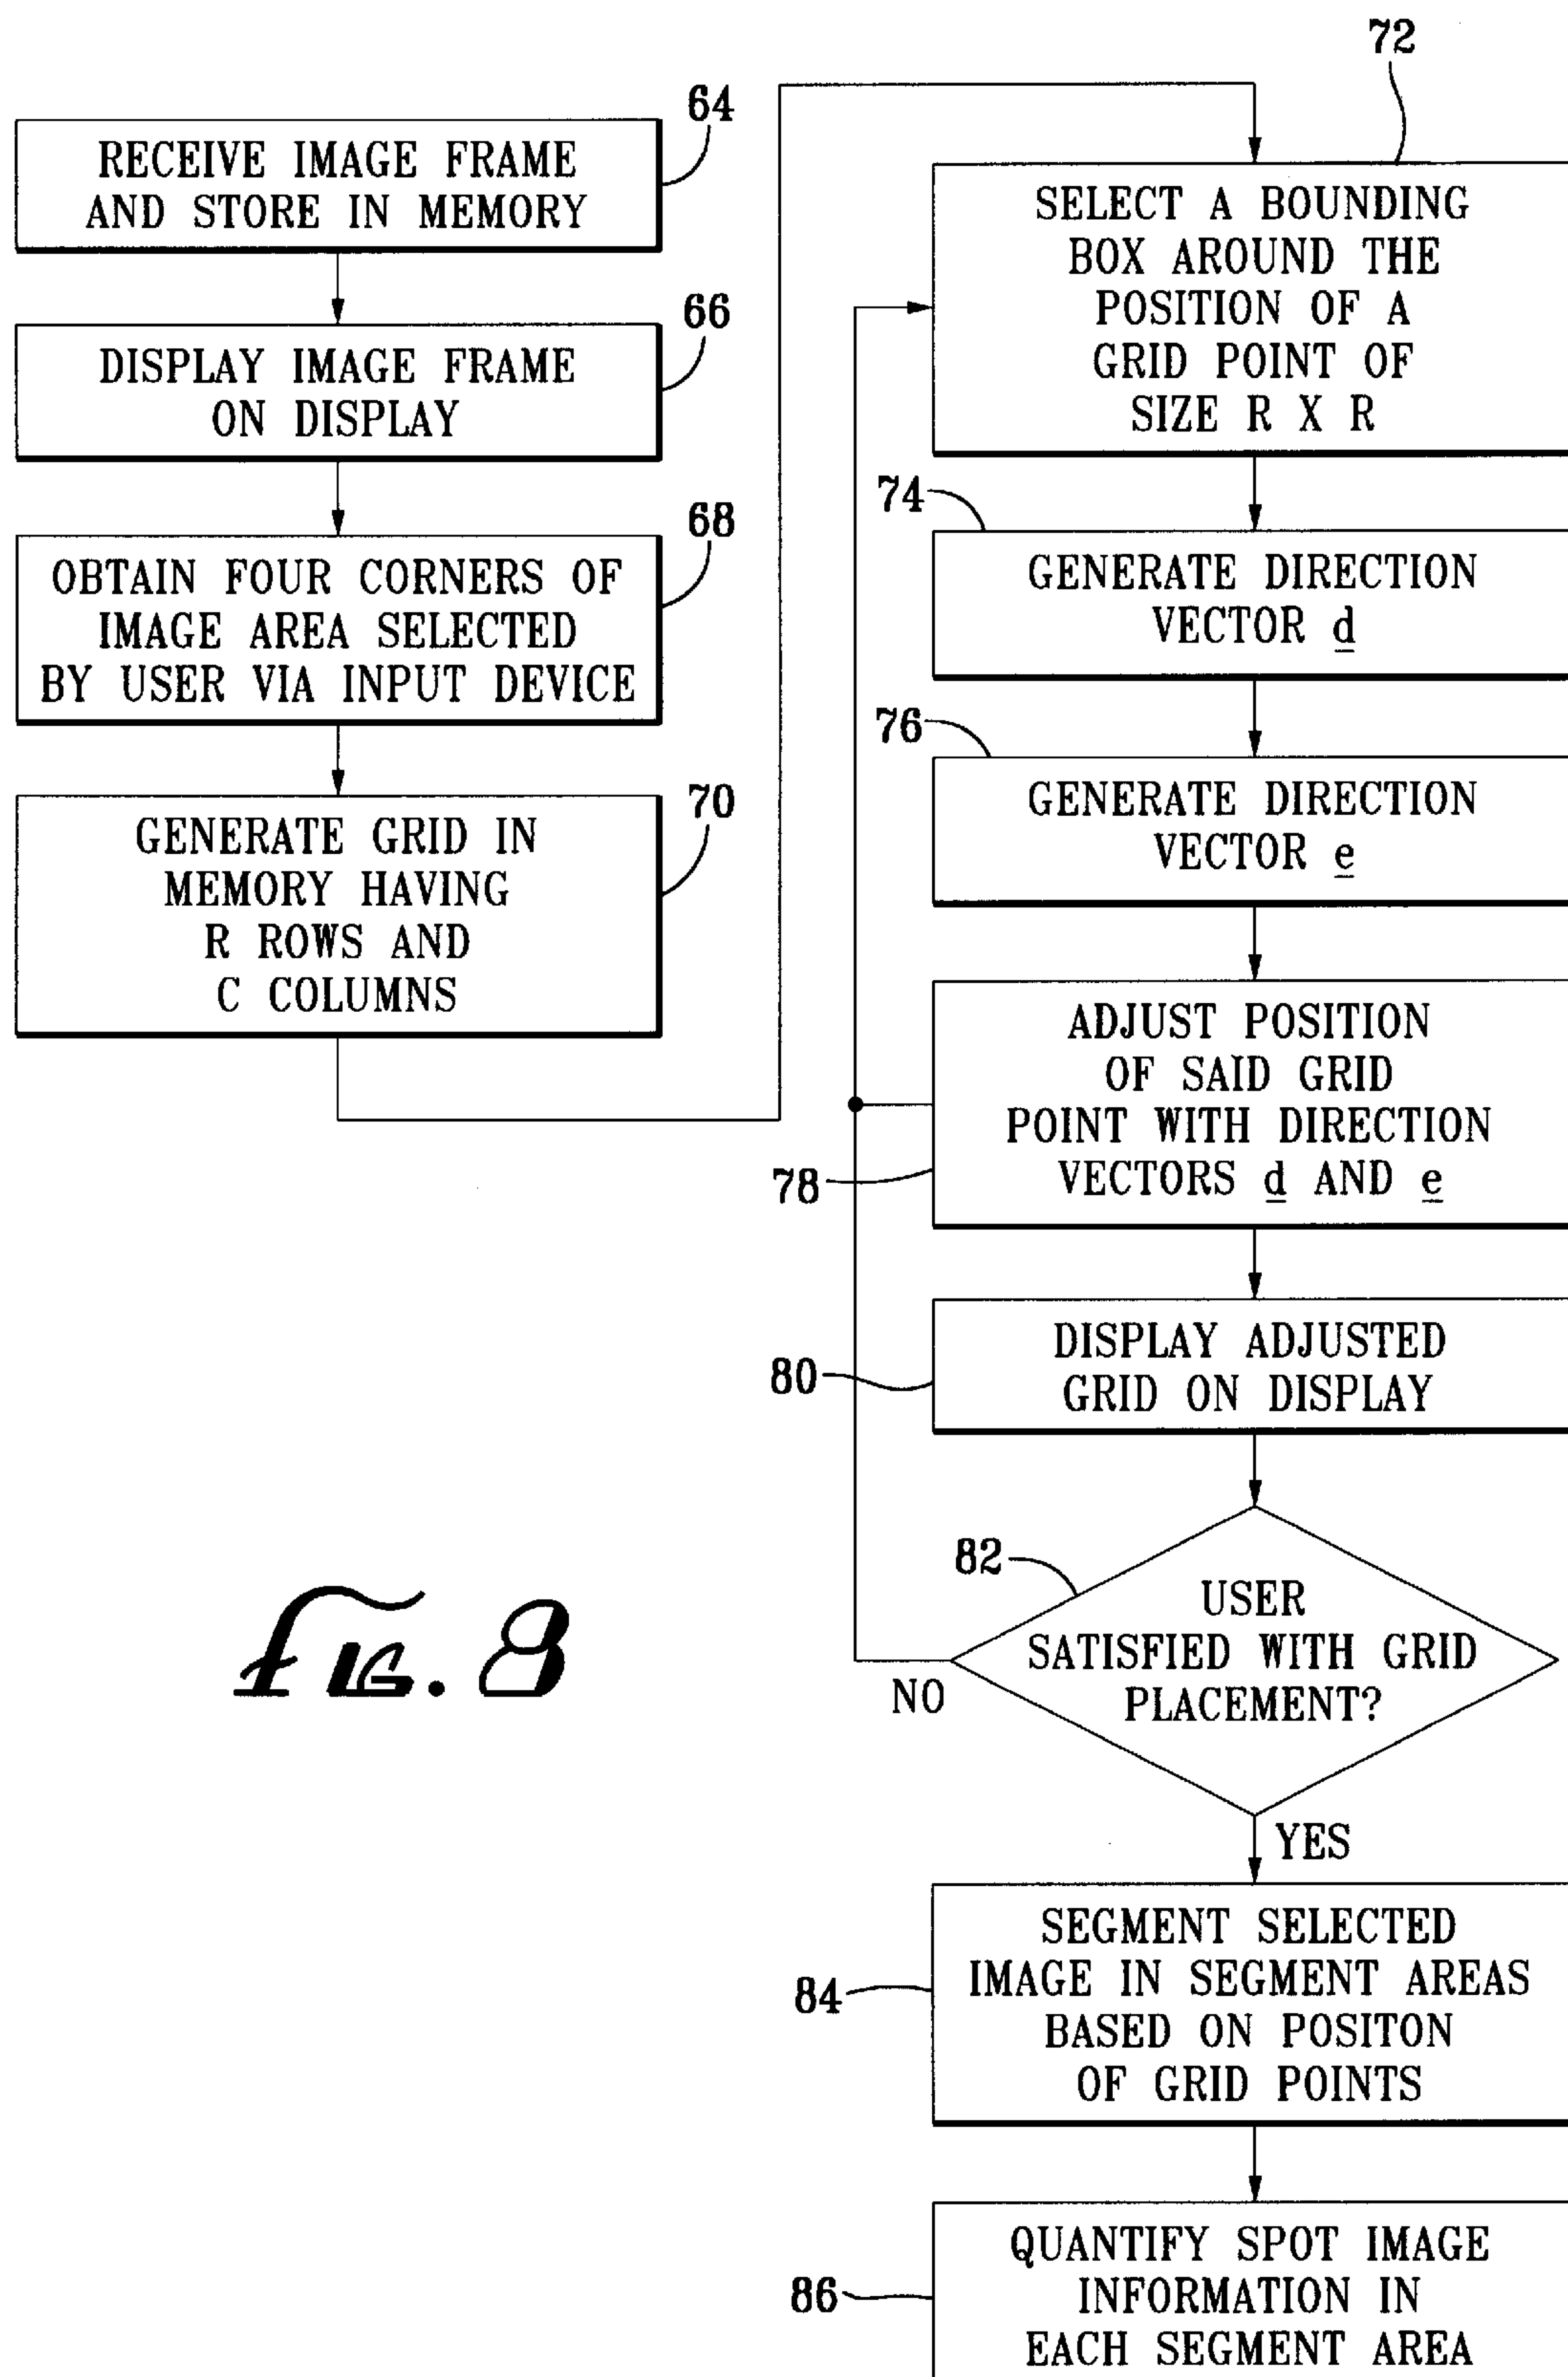 64
RECEIVE IMAGE FRAME
AND STORE IN MEMORY
66
DISPLAY IMAGE FRAME
ON DISPLAY
68
OBTAIN FOUR CORNERS OF
IMAGE AREA SELECTED
BY USER VIA INPUT DEVICE
70
GENERATE GRID IN
MEMORY HAVING
R ROWS AND
C COLUMNS
72
SELECT A BOUNDING
BOX AROUND THE
POSITION OF A
GRID POINT OF
SIZE R X R
74
GENERATE DIRECTION
VECTOR d
76
GENERATE DIRECTION
VECTOR e
ADJUST POSITION
OF SAID GRID
POINT WITH DIRECTION
VECTORS d AND e
78
DISPLAY ADJUSTED
GRID ON DISPLAY
80
82
USER
SATISFIED WITH GRID
PLACEMENT?
NO
YES
SEGMENT SELECTED
IMAGE IN SEGMENT AREAS
BASED ON POSITON
OF GRID POINTS
84
QUANTIFY SPOT IMAGE
INFORMATION IN
EACH SEGMENT AREA
86
FIG. 8